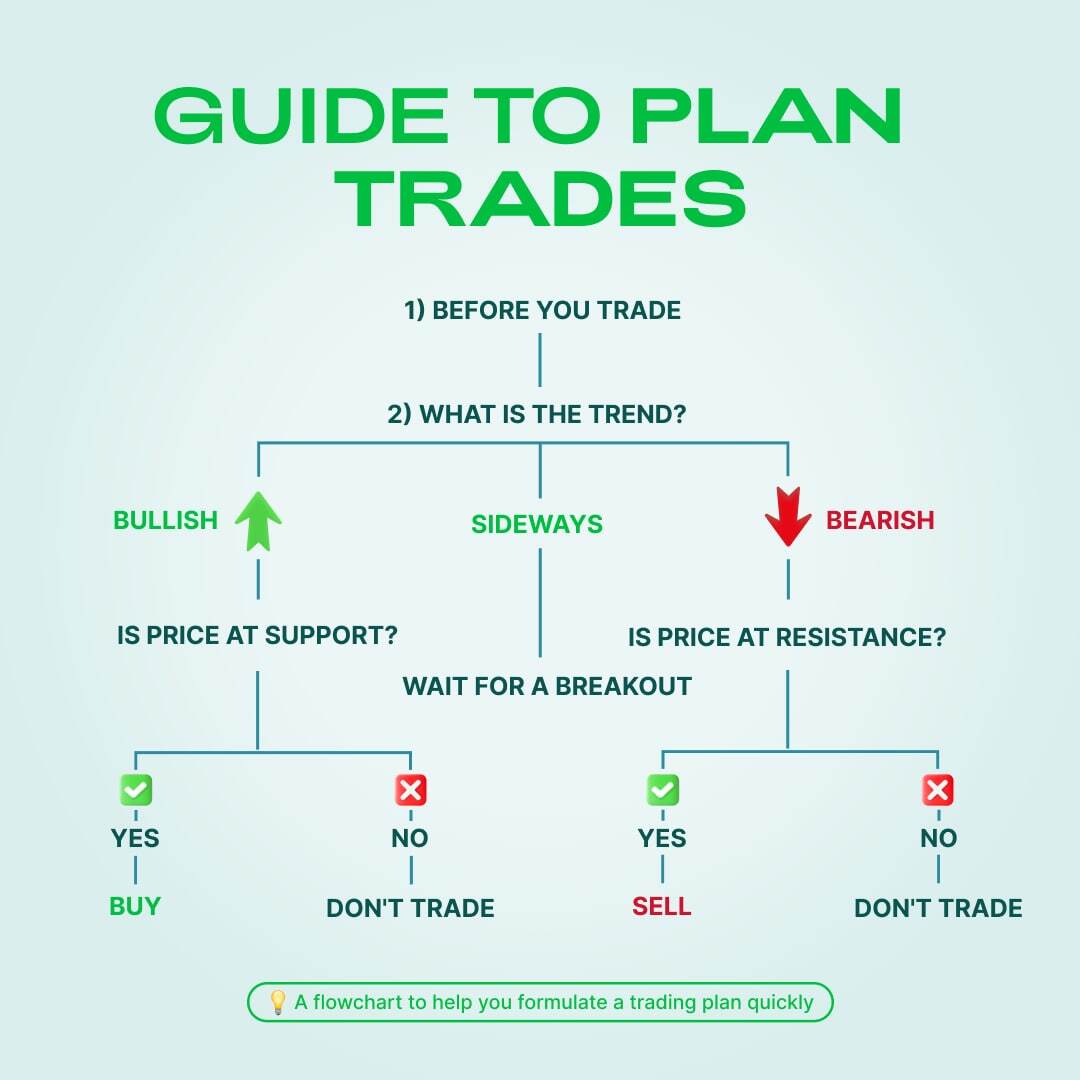 GUIDE TO PLAN
TRADES
1) BEFORE YOU TRADE
2) WHAT IS THE TREND?
BULLISH
SIDEWAYS
BEARISH
IS PRICE AT SUPPORT?
IS PRICE AT RESISTANCE?
WAIT FOR A BREAKOUT
YES
NO
YES
NO
BUY
DON'T TRADE
SELL
DON'T TRADE
A flowchart to help you formulate a trading plan quickly